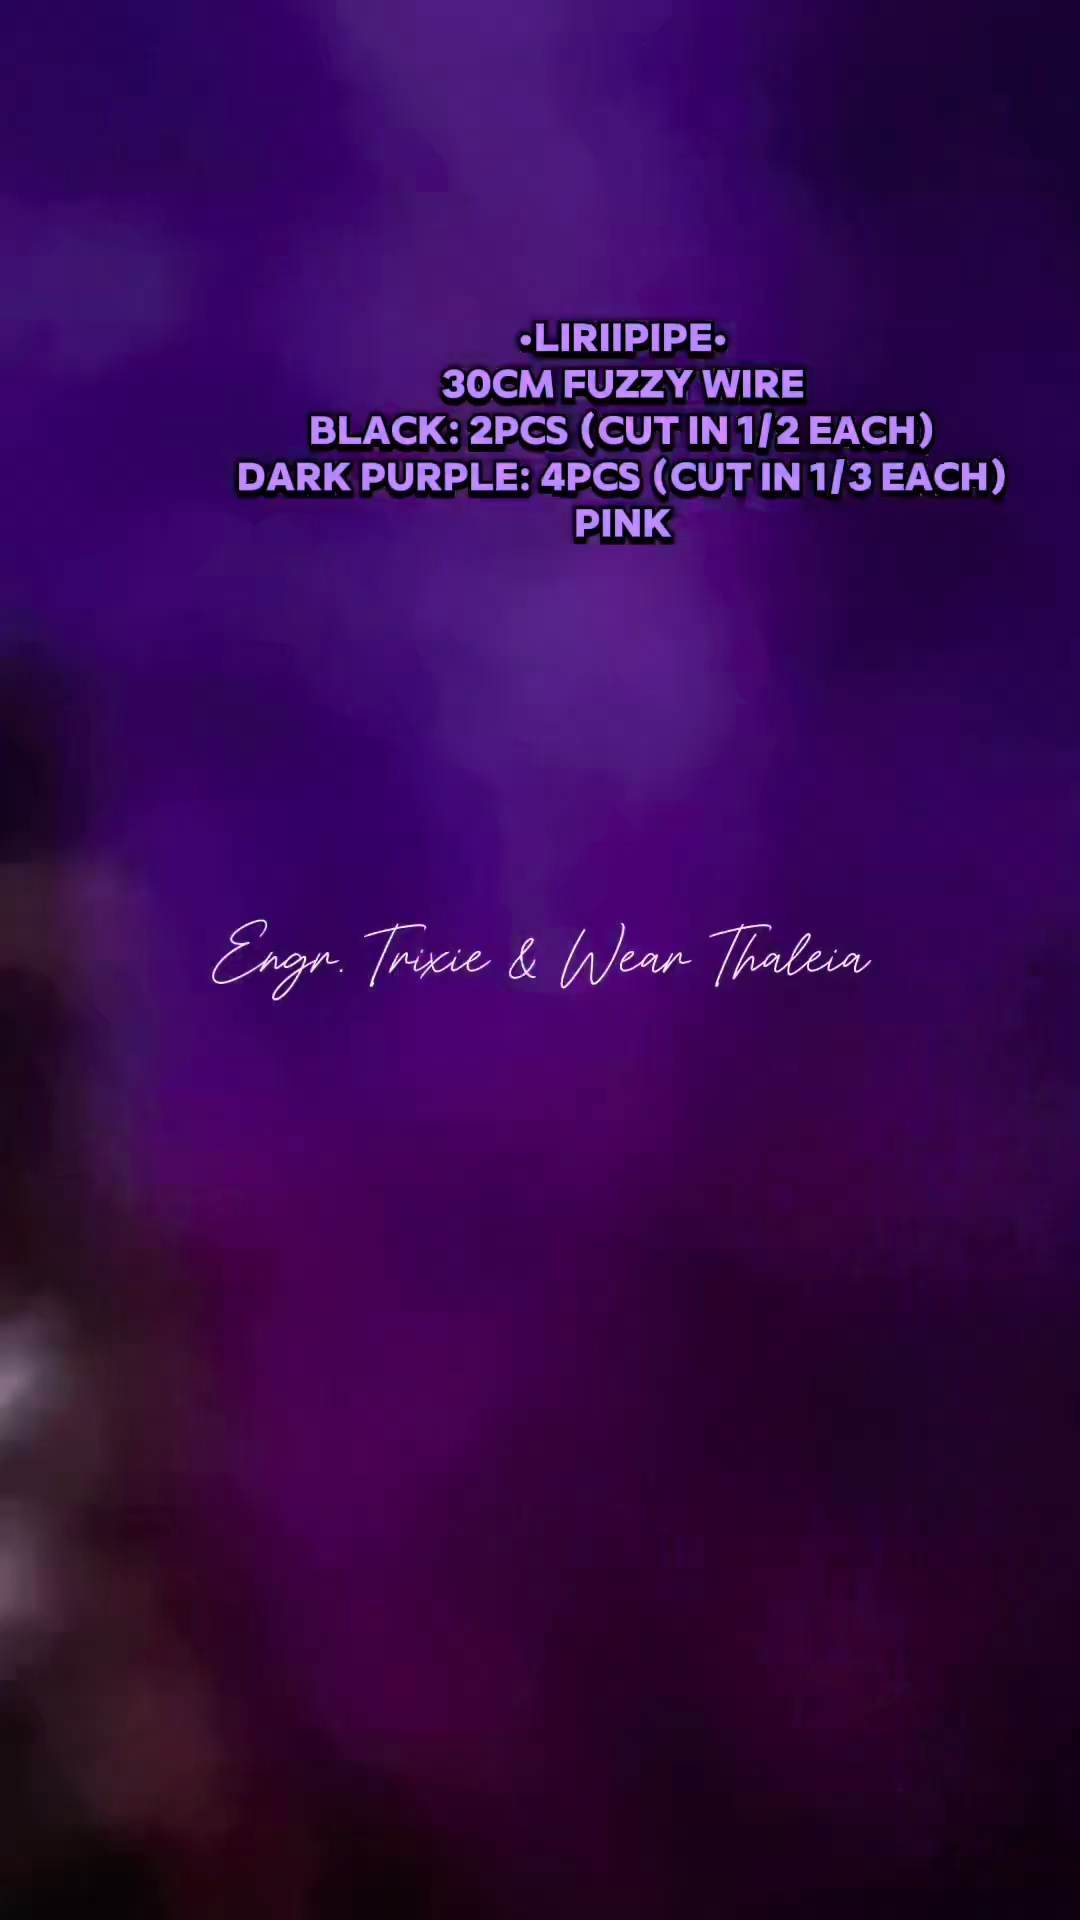 •LIRIIPIPE•
30CM FUZZY WIRE
BLACK: 2PCS (CUT IN 1/2 EACH)
DARK PURPLE: 4PCS (CUT IN 1/3 EACH)
PINK
Engr. Trixie & Wear Thaleia